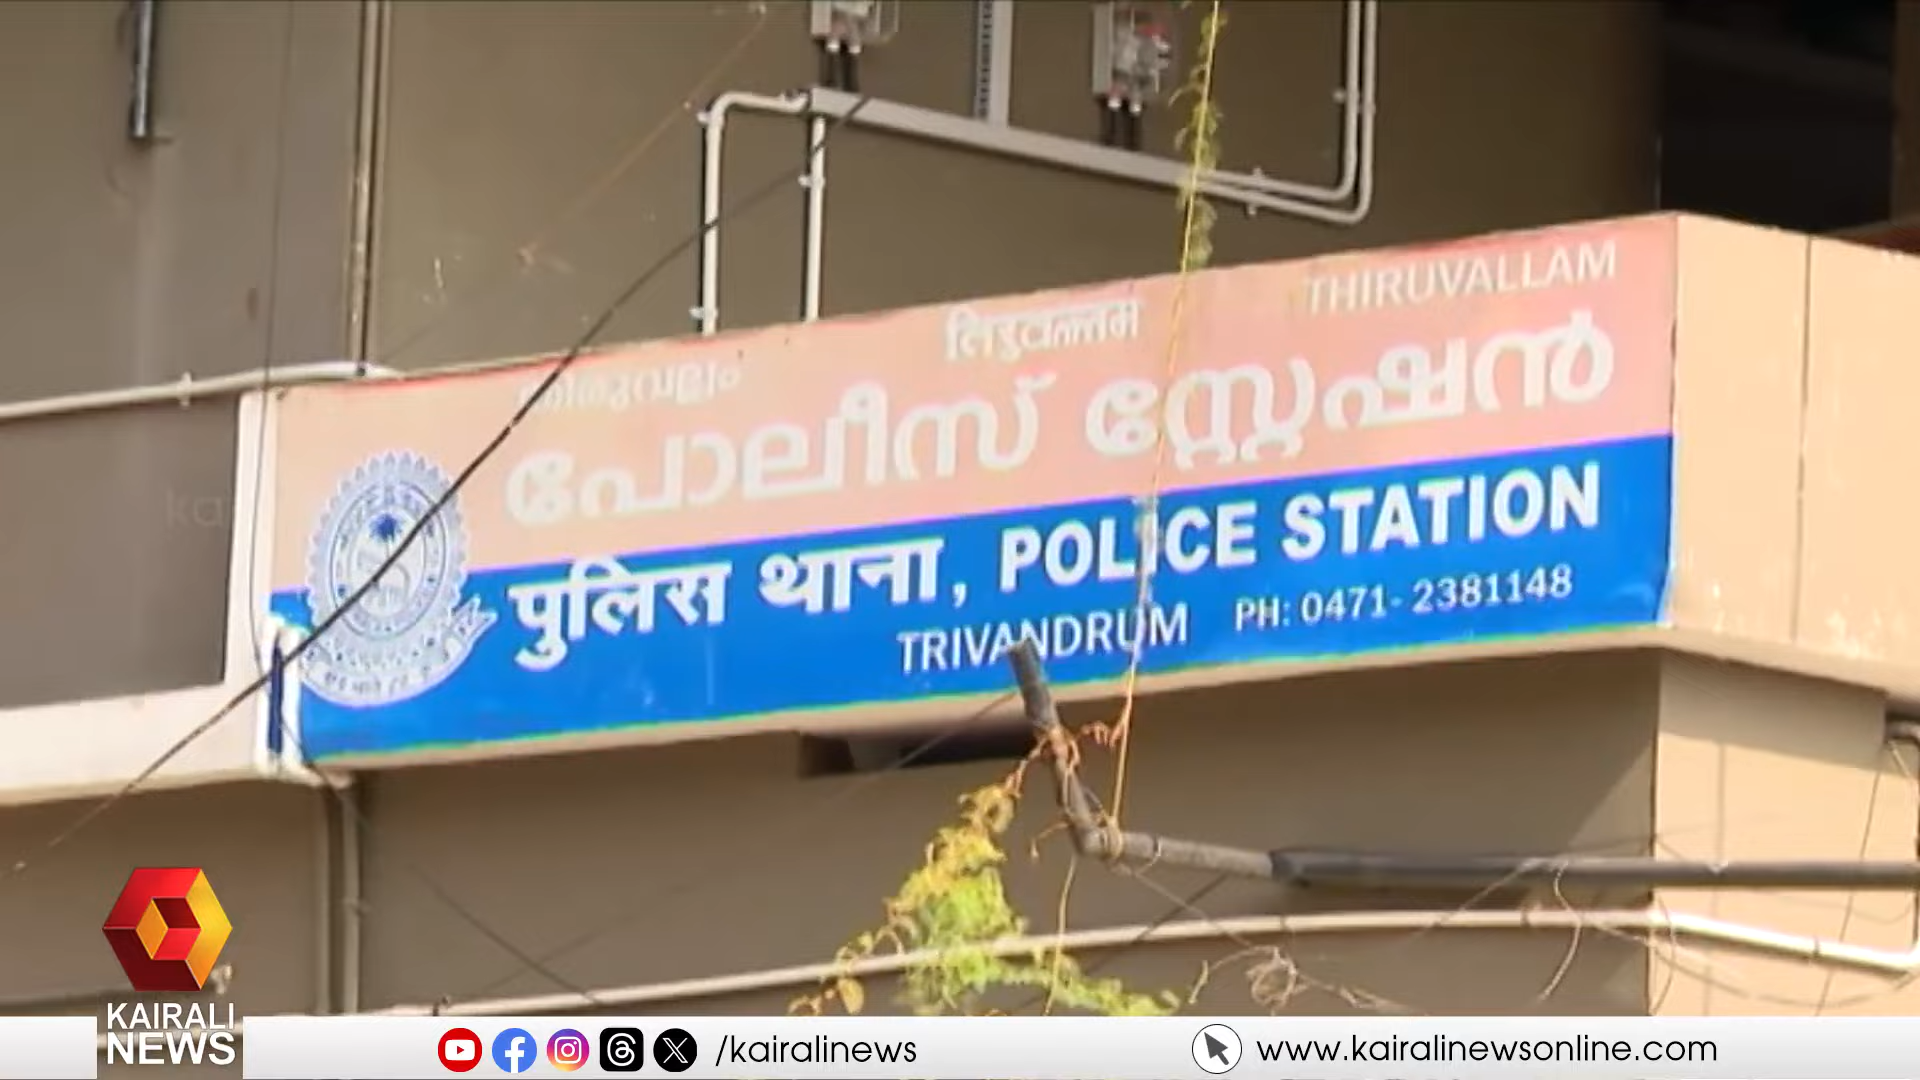 THIRUVALLAM
തിരുവല്ലം
പോലീസ് സ്റ്റേഷൻ
पुलिस थाना, POLICE STATION
TRIVANDRUM PH: 0471- 2381148
KAIRALI
NEWS
/kairalinews
www.kairalinewsonline.com